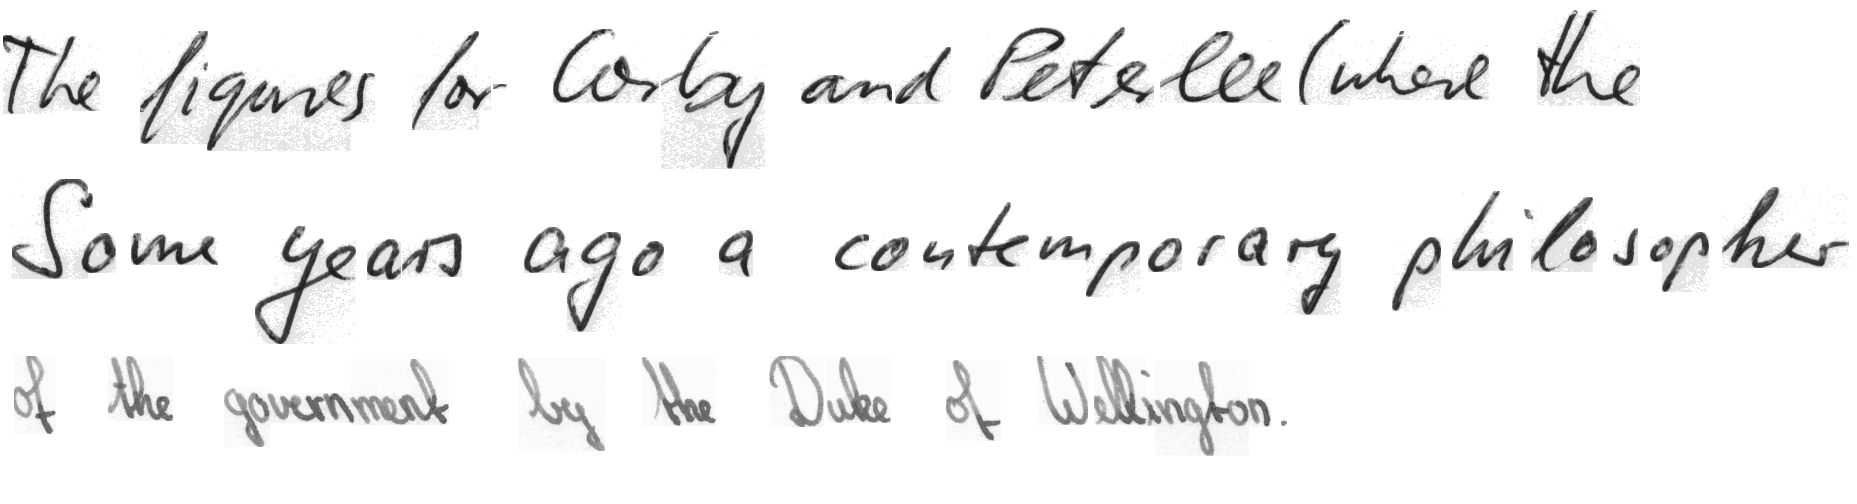 The figures for Corby and Peterlee (where the
Some years ago a contemporary philosopher
of the government by the Duke of Wellington.